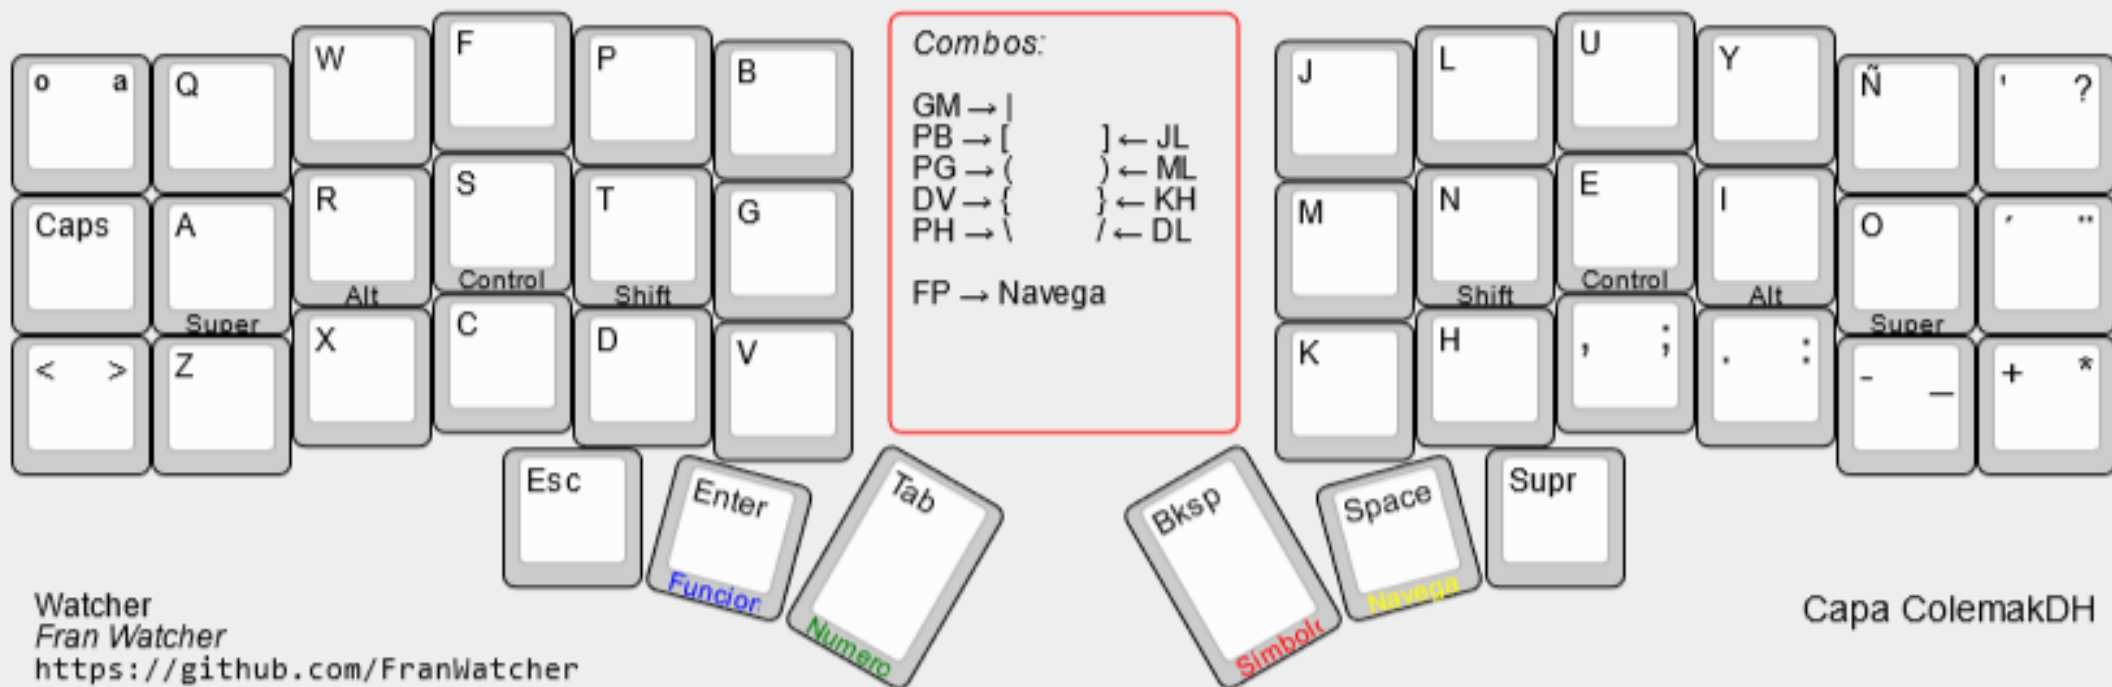 o a Q W F P B J L U Y Ñ ' ?
Caps A R S T G M N E I O ´ ¨
Super Alt Control Shift Shift Control Alt Super
< > Z X C D V K H , ; . : - _ + *
Combos:
GM → |
PB → [ ] ← JL
PG → ( ) ← ML
DV → { } ← KH
PH → \ / ← DL
FP → Navega
Esc Enter Tab Bksp Space Supr
Funcion Numero Simbolo Navega
Watcher
Fran Watcher
https://github.com/FranWatcher
Capa ColemakDH